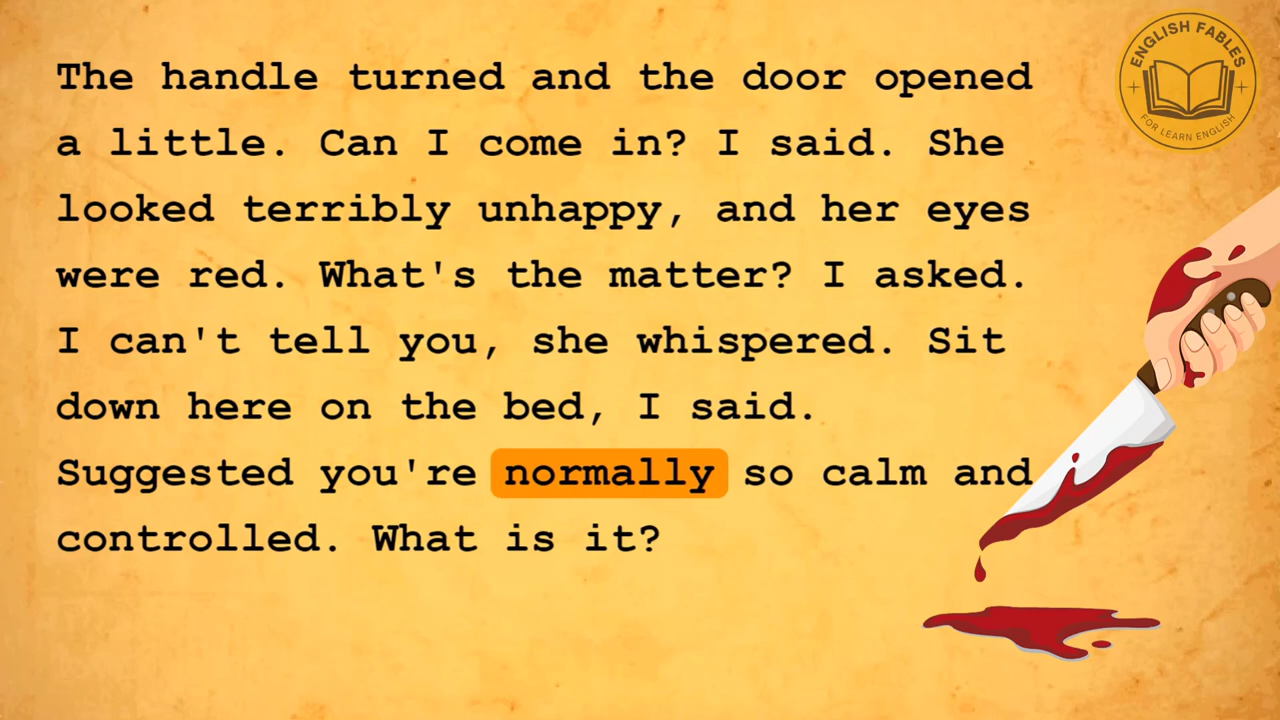 The handle turned and the door opened
a little. Can I come in? I said. She
looked terribly unhappy, and her eyes
were red. What's the matter? I asked.
I can't tell you, she whispered. Sit
down here on the bed, I said.
Suggested you're normally so calm and
controlled. What is it?
ENGLISH FABLES
FOR LEARN ENGLISH